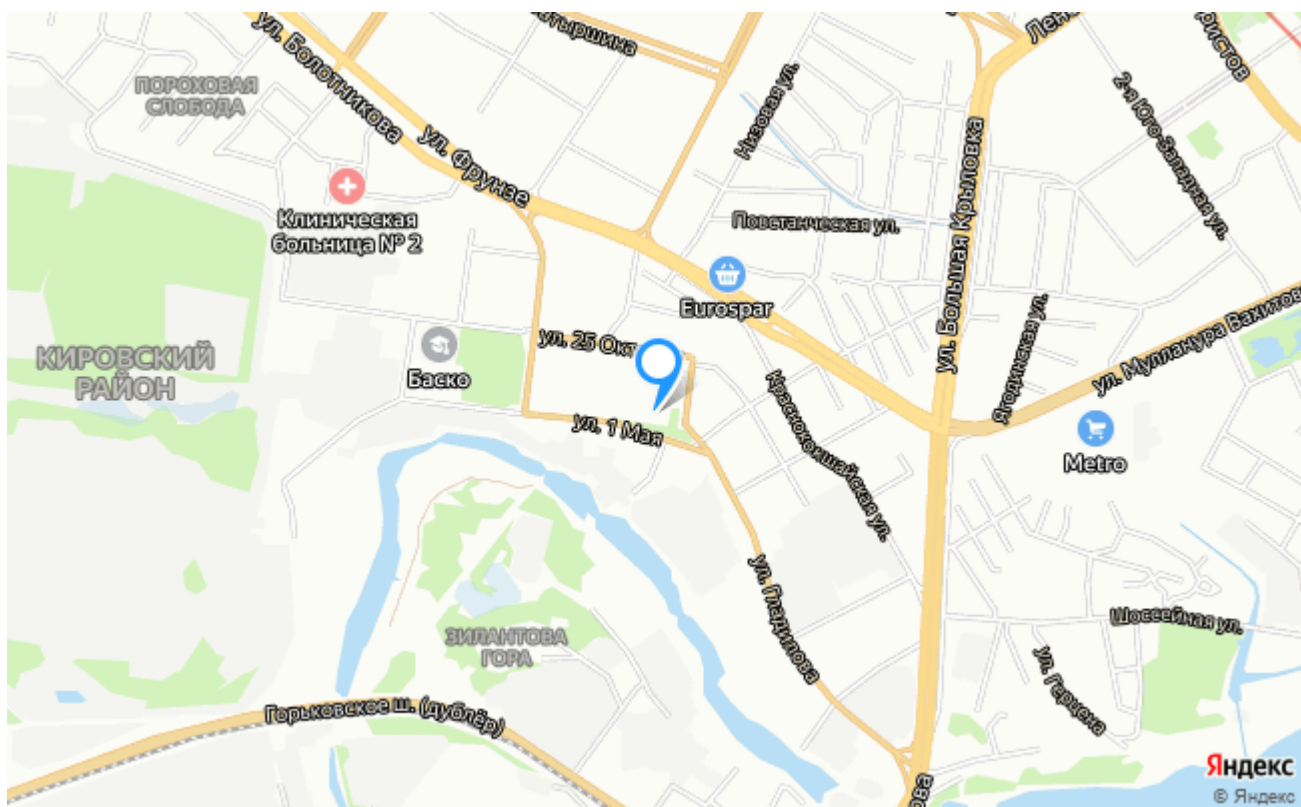 ул. Болотникова
ПОРОХОВАЯ
СЛОБОДА
ул. Фрунзе
Низовая ул.
2-я Юго-Западная ул.
Клиническая
больница № 2
Повстанческая ул.
ул. Большая Крыловка
Eurospar
ул. 25 Окт
КИРОВСКИЙ
РАЙОН
Баско
ул. Мулланура Вахитов
Ягодинская ул.
ул. 1 Мая
Краснококшайская ул.
Metro
ул. Гладилова
Шоссейная ул.
ЗИЛАНТОВА
ГОРА
ул. Герцена
Горьковское ш. (дублёр)
Яндекс
© Яндекс